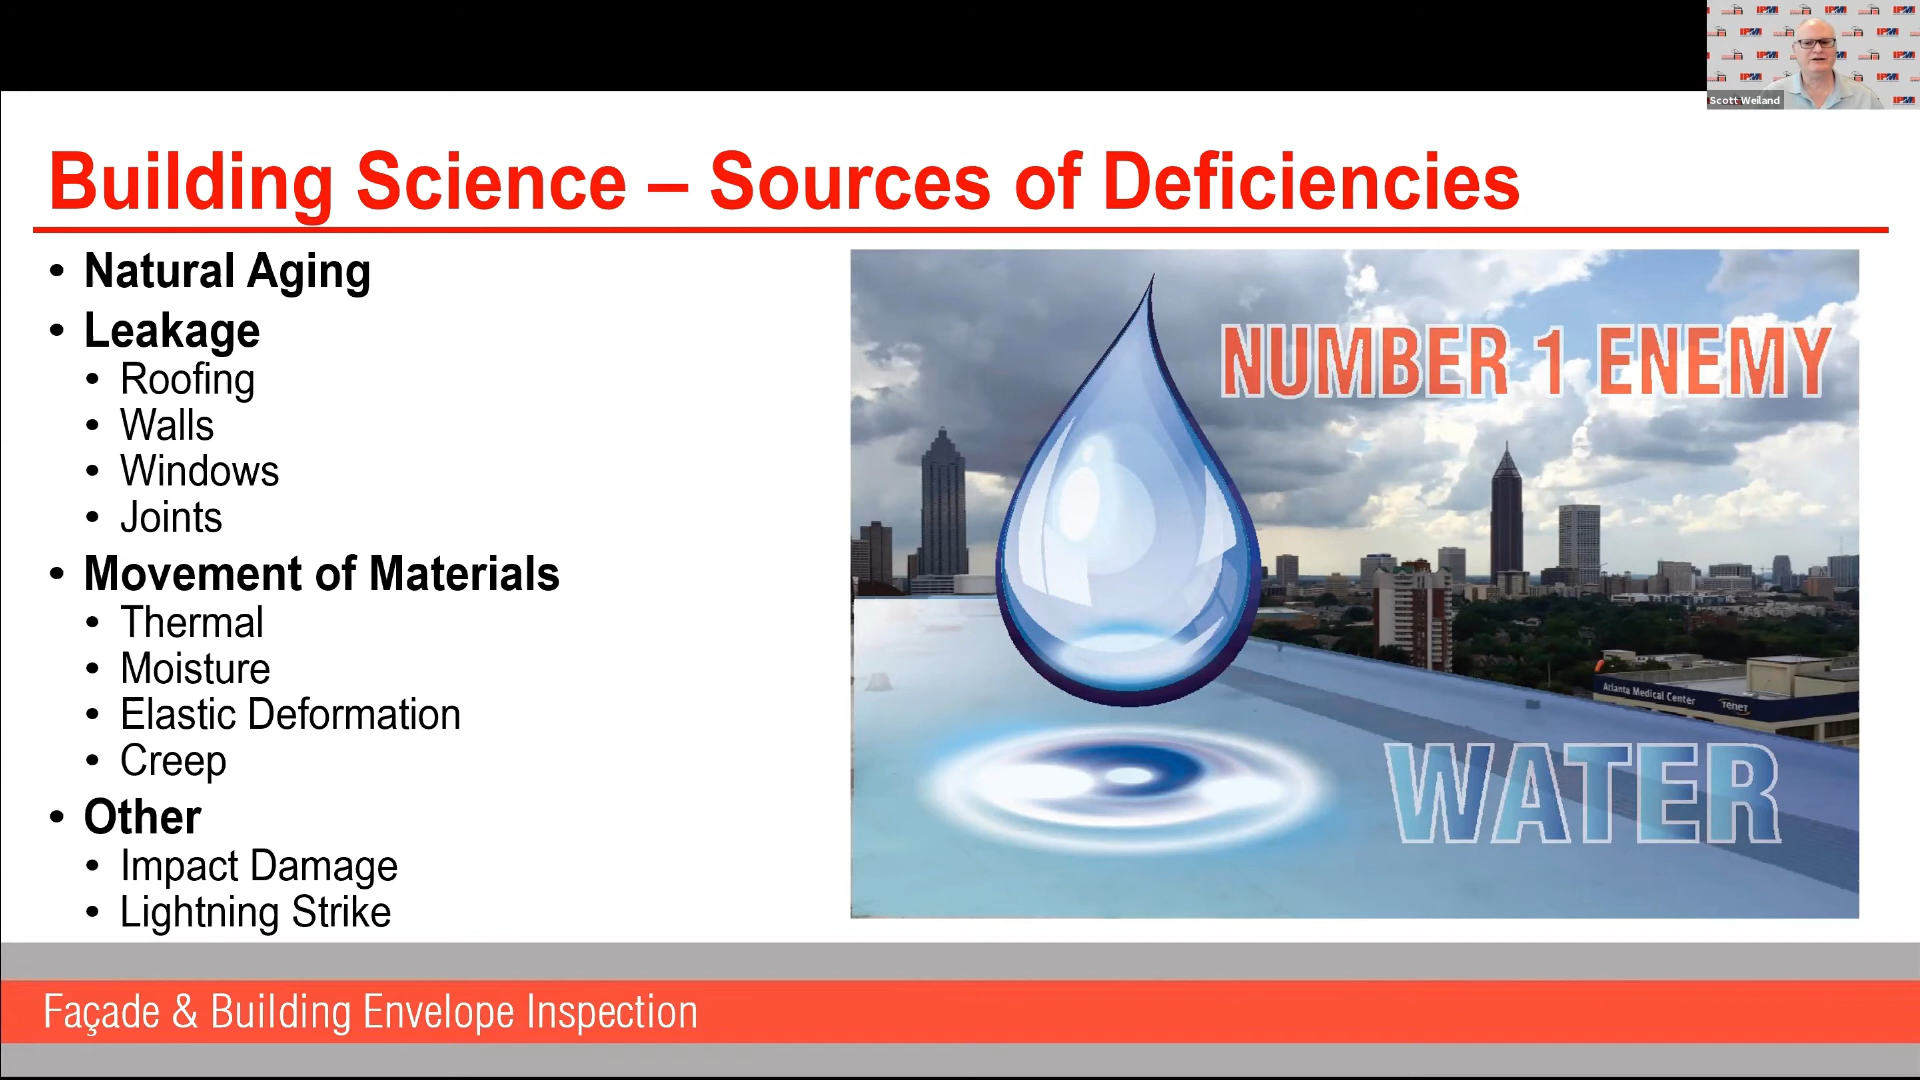 Scott Weiland
Building Science – Sources of Deficiencies
• Natural Aging
• Leakage
• Roofing
• Walls
• Windows
• Joints
• Movement of Materials
• Thermal
• Moisture
• Elastic Deformation
• Creep
• Other
• Impact Damage
• Lightning Strike
NUMBER 1 ENEMY
Atlanta Medical Center
Tenet
WATER
Façade & Building Envelope Inspection